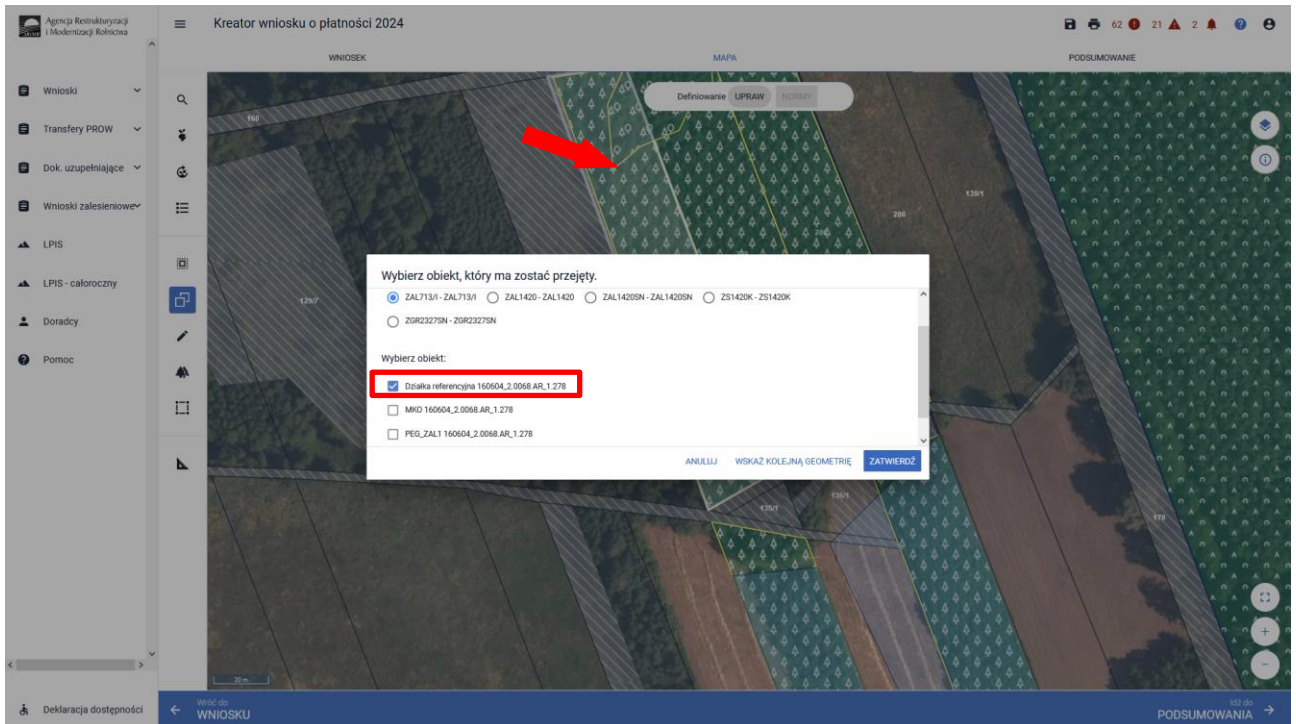 Agencja Restrukturyzacji
i Modernizacji Rolnictwa
Kreator wniosku o płatności 2024
62 21 2
WNIOSEK MAPA PODSUMOWANIE
Wnioski
Transfery PROW
Dok. uzupełniające
Wnioski zalesieniowe
LPIS
LPIS - całoroczny
Doradcy
Pomoc
Definiowanie UPRAW NORMY
168
139/1
286
129/7
Wybierz obiekt, który ma zostać przejęty.
ZAL713/I - ZAL713/I ZAL1420 - ZAL1420 ZAL1420SN - ZAL1420SN ZS1420K - ZS1420K
ZGR2327SN - ZGR2327SN
Wybierz obiekt:
Działka referencyjna 160604_2.0068.AR_1.278
MKO 160604_2.0068.AR_1.278
PEG_ZAL1 160604_2.0068.AR_1.278
ANULUJ WSKAŻ KOLEJNĄ GEOMETRIĘ ZATWIERDŹ
136/1
135/1
170
20 m
Deklaracja dostępności
Wróć do
WNIOSKU
Idź do
PODSUMOWANIA